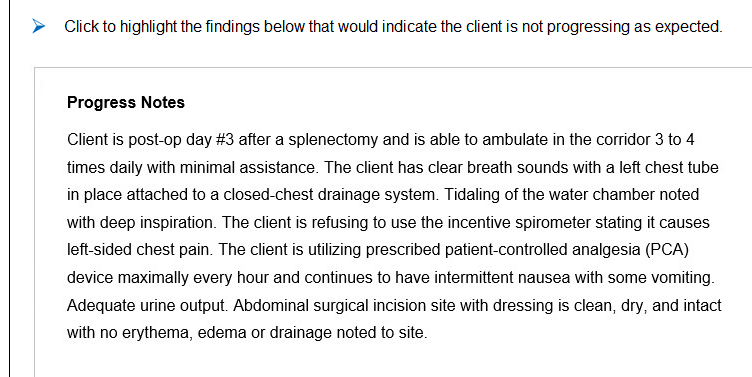 Click to highlight the findings below that would indicate the client is not progressing as expected.
Progress Notes
Client is post-op day #3 after a splenectomy and is able to ambulate in the corridor 3 to 4
times daily with minimal assistance. The client has clear breath sounds with a left chest tube
in place attached to a closed-chest drainage system. Tidaling of the water chamber noted
with deep inspiration. The client is refusing to use the incentive spirometer stating it causes
left-sided chest pain. The client is utilizing prescribed patient-controlled analgesia (PCA)
device maximally every hour and continues to have intermittent nausea with some vomiting.
Adequate urine output. Abdominal surgical incision site with dressing is clean, dry, and intact
with no erythema, edema or drainage noted to site.